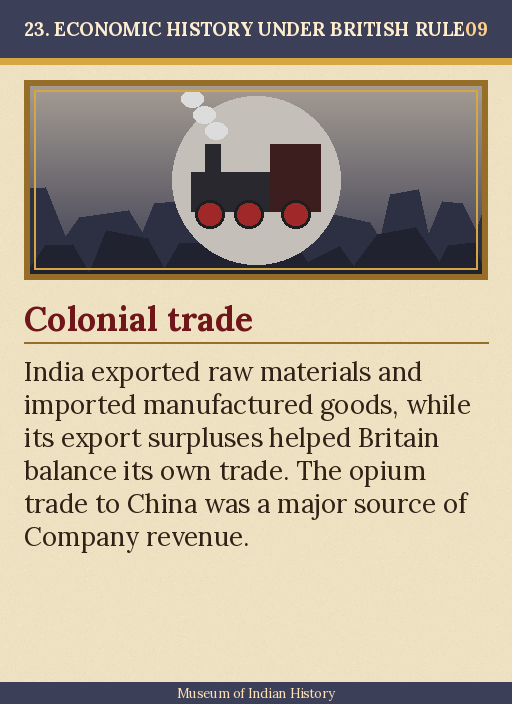 23. ECONOMIC HISTORY UNDER BRITISH RULE09
Colonial trade
India exported raw materials and
imported manufactured goods, while
its export surpluses helped Britain
balance its own trade. The opium
trade to China was a major source of
Company revenue.
Museum of Indian History